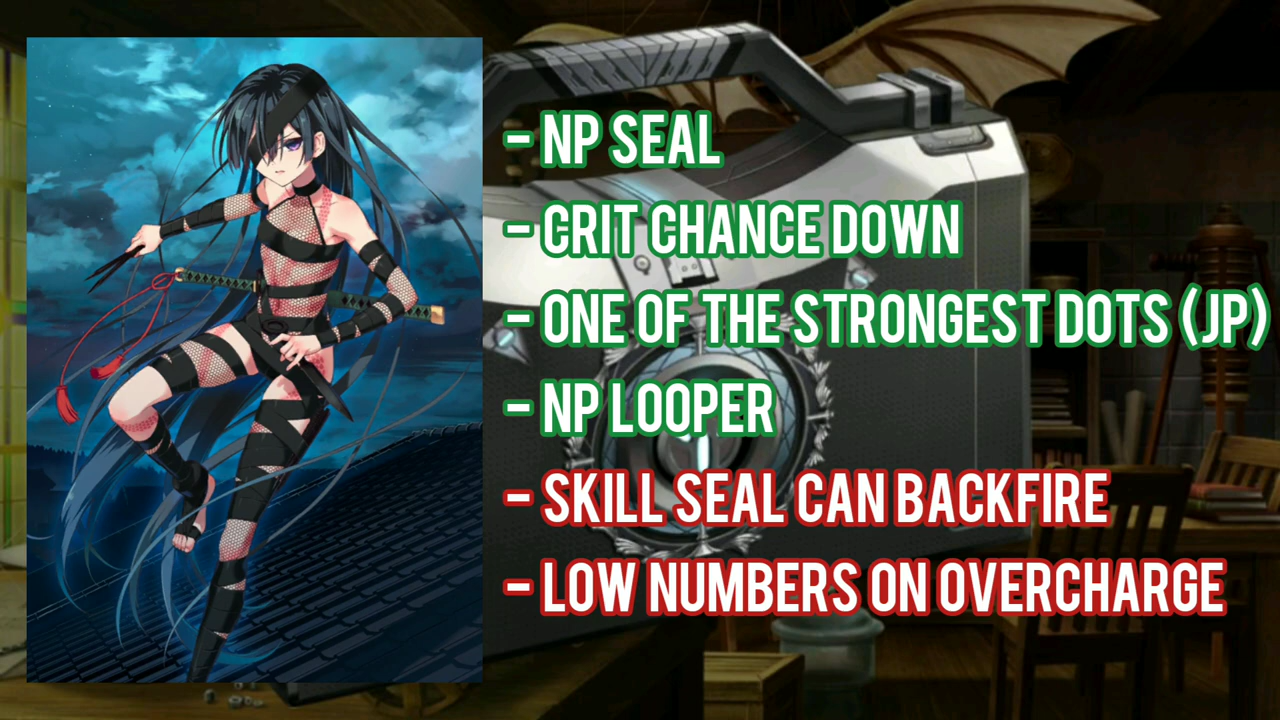 - NP SEAL
- CRIT CHANCE DOWN
- ONE OF THE STRONGEST DOTS (JP)
- NP LOOPER
- SKILL SEAL CAN BACKFIRE
- LOW NUMBERS ON OVERCHARGE